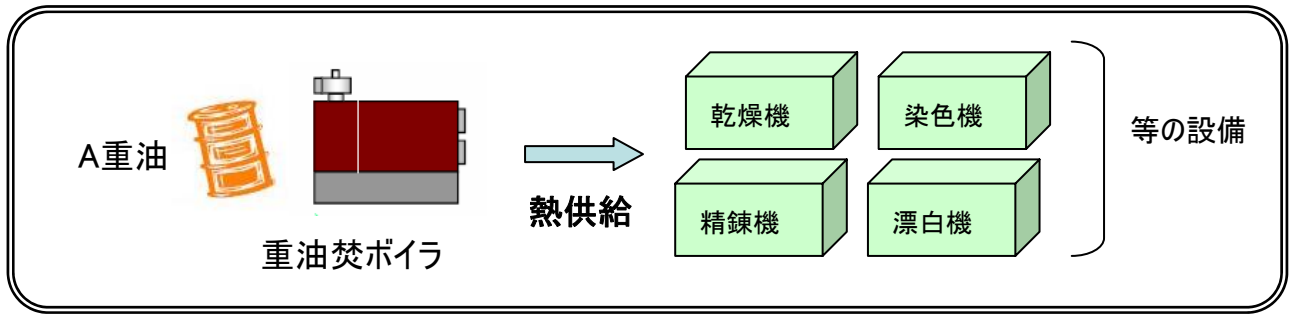 A重油
重油焚ボイラ
熱供給
乾燥機
染色機
精錬機
漂白機
等の設備